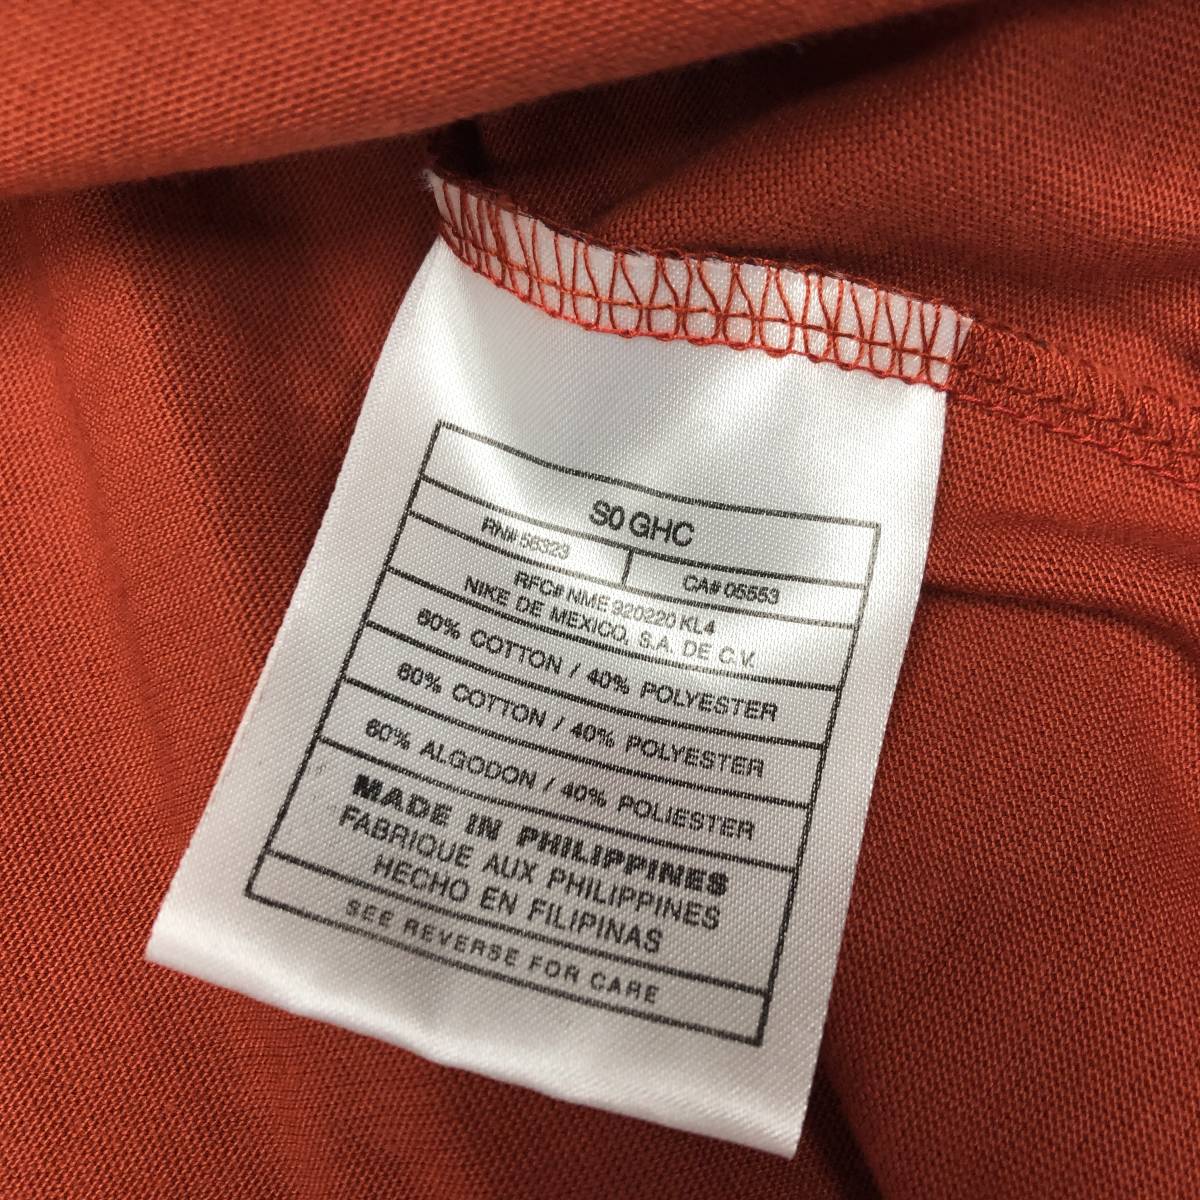 S0 GHC
RN# 56323
CA# 05553
RFC# NME 920220 KL4
NIKE DE MEXICO, S.A. DE C.V.
60% COTTON / 40% POLYESTER
60% COTTON / 40% POLYESTER
60% ALGODON / 40% POLIESTER
MADE IN PHILIPPINES
FABRIQUE AUX PHILIPPINES
HECHO EN FILIPINAS
SEE REVERSE FOR CARE